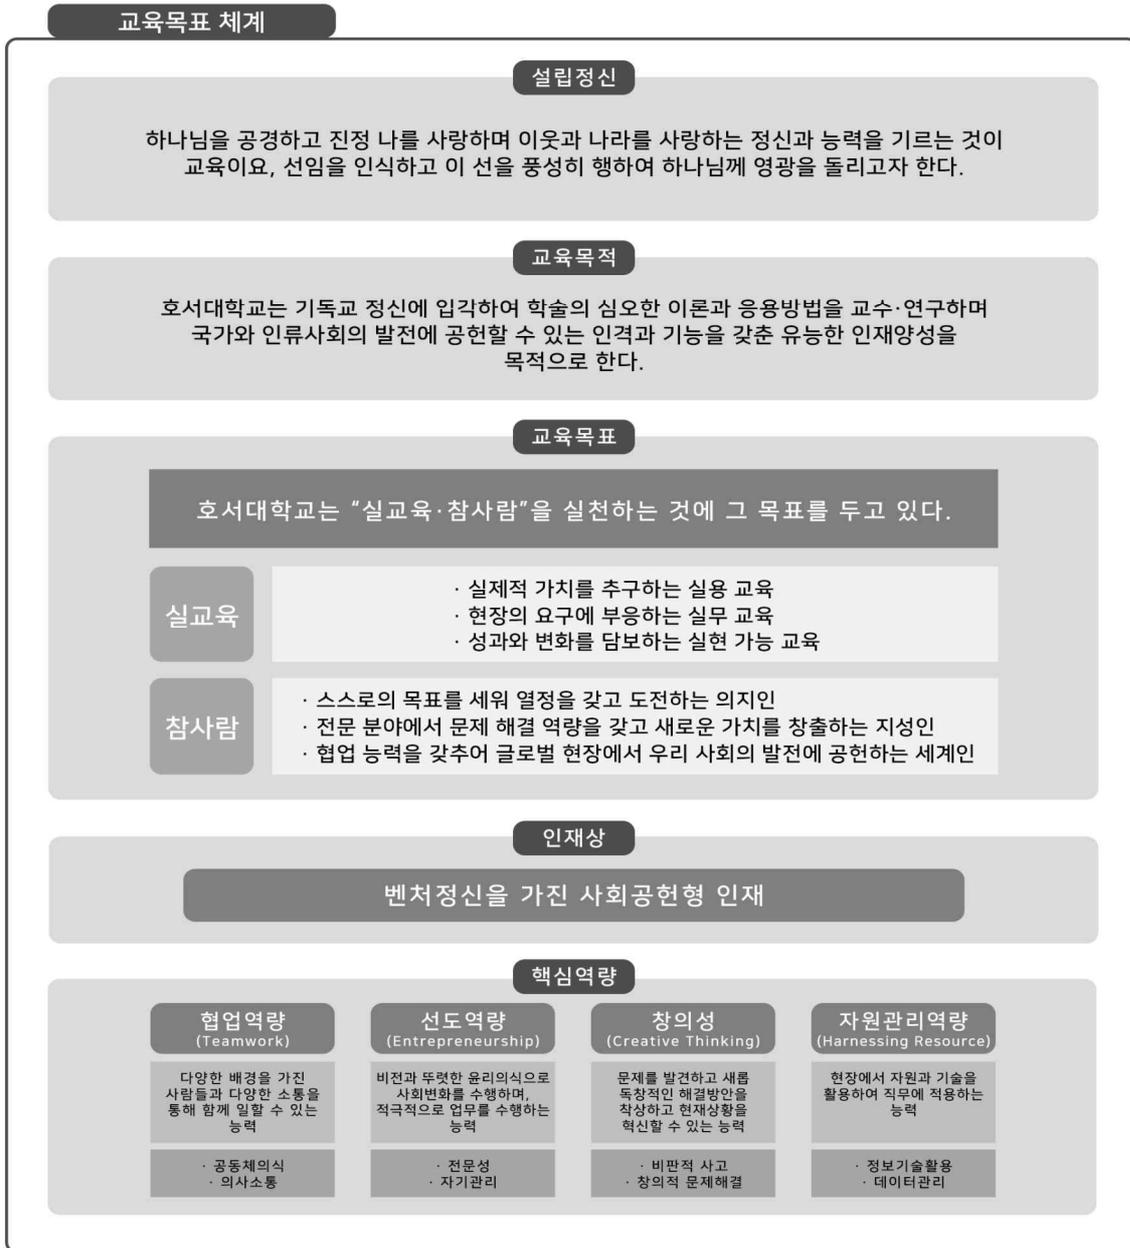 교육목표 체계
설립정신
하나님을 공경하고 진정 나를 사랑하며 이웃과 나라를 사랑하는 정신과 능력을 기르는 것이
교육이요, 선임을 인식하고 이 선을 풍성히 행하여 하나님께 영광을 돌리고자 한다.
교육목적
호서대학교는 기독교 정신에 입각하여 학술의 심오한 이론과 응용방법을 교수·연구하며
국가와 인류사회의 발전에 공헌할 수 있는 인격과 기능을 갖춘 유능한 인재양성을
목적으로 한다.
교육목표
호서대학교는 “실교육·참사람”을 실천하는 것에 그 목표를 두고 있다.
실교육
· 실제적 가치를 추구하는 실용 교육
· 현장의 요구에 부응하는 실무 교육
· 성과와 변화를 담보하는 실현 가능 교육
참사람
· 스스로의 목표를 세워 열정을 갖고 도전하는 의지인
· 전문 분야에서 문제 해결 역량을 갖고 새로운 가치를 창출하는 지성인
· 협업 능력을 갖추어 글로벌 현장에서 우리 사회의 발전에 공헌하는 세계인
인재상
벤처정신을 가진 사회공헌형 인재
핵심역량
협업역량
(Teamwork)
다양한 배경을 가진
사람들과 다양한 소통을
통해 함께 일할 수 있는
능력
· 공동체의식
· 의사소통
선도역량
(Entrepreneurship)
비전과 뚜렷한 윤리의식으로
사회변화를 수행하며,
적극적으로 업무를 수행하는
능력
· 전문성
· 자기관리
창의성
(Creative Thinking)
문제를 발견하고 새롭
독창적인 해결방안을
착상하고 현재상황을
혁신할 수 있는 능력
· 비판적 사고
· 창의적 문제해결
자원관리역량
(Harnessing Resource)
현장에서 자원과 기술을
활용하여 직무에 적용하는
능력
· 정보기술활용
· 데이터관리